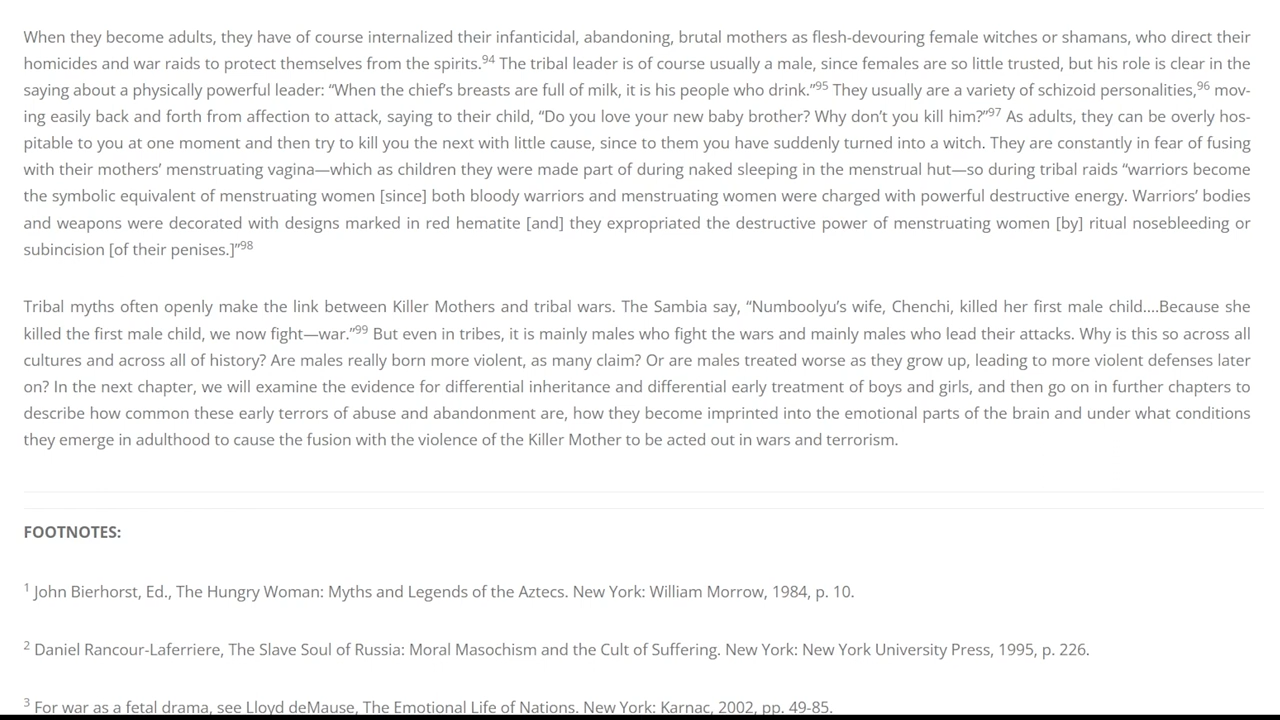 When they become adults, they have of course internalized their infanticidal, abandoning, brutal mothers as flesh-devouring female witches or shamans, who direct their
homicides and war raids to protect themselves from the spirits.94 The tribal leader is of course usually a male, since females are so little trusted, but his role is clear in the
saying about a physically powerful leader: “When the chief’s breasts are full of milk, it is his people who drink.”95 They usually are a variety of schizoid personalities,96 mov-
ing easily back and forth from affection to attack, saying to their child, “Do you love your new baby brother? Why don’t you kill him?”97 As adults, they can be overly hos-
pitable to you at one moment and then try to kill you the next with little cause, since to them you have suddenly turned into a witch. They are constantly in fear of fusing
with their mothers’ menstruating vagina—which as children they were made part of during naked sleeping in the menstrual hut—so during tribal raids “warriors become
the symbolic equivalent of menstruating women [since] both bloody warriors and menstruating women were charged with powerful destructive energy. Warriors’ bodies
and weapons were decorated with designs marked in red hematite [and] they expropriated the destructive power of menstruating women [by] ritual nosebleeding or
subincision [of their penises.]”98
Tribal myths often openly make the link between Killer Mothers and tribal wars. The Sambia say, “Numboolyu’s wife, Chenchi, killed her first male child....Because she
killed the first male child, we now fight—war.”99 But even in tribes, it is mainly males who fight the wars and mainly males who lead their attacks. Why is this so across all
cultures and across all of history? Are males really born more violent, as many claim? Or are males treated worse as they grow up, leading to more violent defenses later
on? In the next chapter, we will examine the evidence for differential inheritance and differential early treatment of boys and girls, and then go on in further chapters to
describe how common these early terrors of abuse and abandonment are, how they become imprinted into the emotional parts of the brain and under what conditions
they emerge in adulthood to cause the fusion with the violence of the Killer Mother to be acted out in wars and terrorism.
FOOTNOTES:
1 John Bierhorst, Ed., The Hungry Woman: Myths and Legends of the Aztecs. New York: William Morrow, 1984, p. 10.
2 Daniel Rancour-Laferriere, The Slave Soul of Russia: Moral Masochism and the Cult of Suffering. New York: New York University Press, 1995, p. 226.
3 For war as a fetal drama, see Lloyd deMause, The Emotional Life of Nations. New York: Karnac, 2002, pp. 49-85.